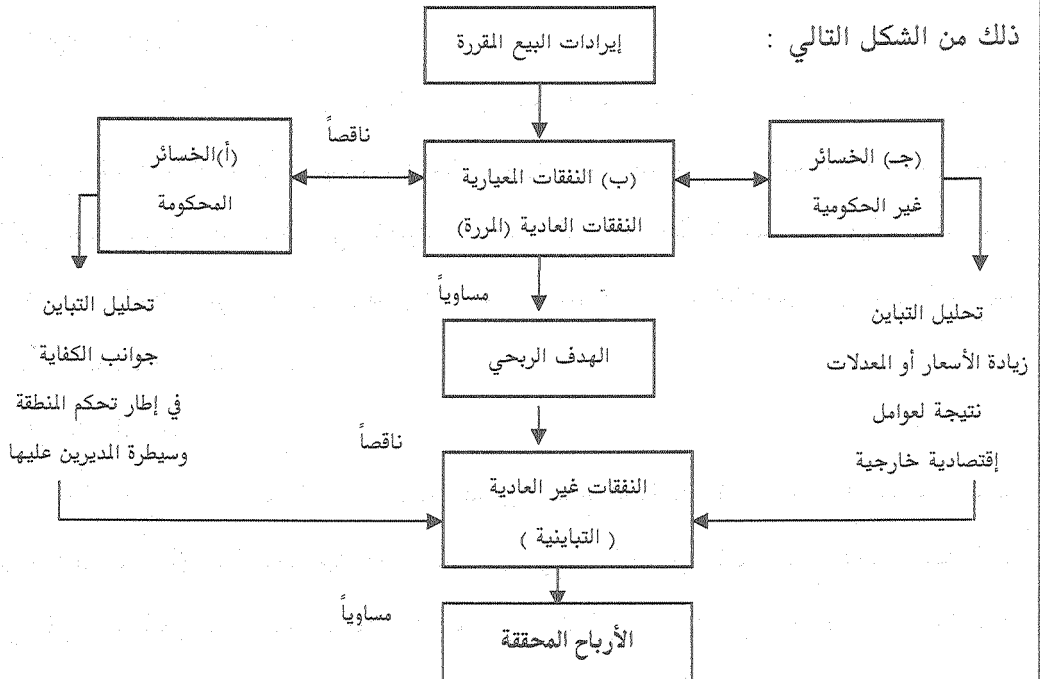 ذلك من الشكل التالي :
إيرادات البيع المقررة
ناقصاً
(جـ) الخسائر
غير الحكومية
(ب) النفقات المعيارية
النفقات العادية (المررة)
(أ)الخسائر
المحكومة
مساوياً
تحليل التباين
زيادة الأسعار أو المعدلات
نتيجة لعوامل
إقتصادية خارجية
الهدف الربحي
تحليل التباين
جوانب الكفاية
في إطار تحكم المنطقة
وسيطرة المديرين عليها
ناقصاً
النفقات غير العادية
( التباينية )
مساوياً
الأرباح المحققة